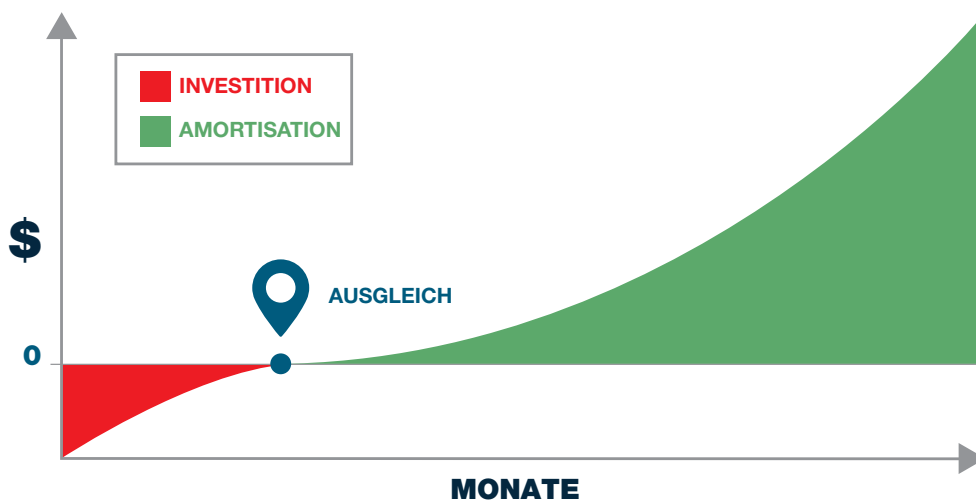 INVESTITION
AMORTISATION
$
AUSGLEICH
0
MONATE